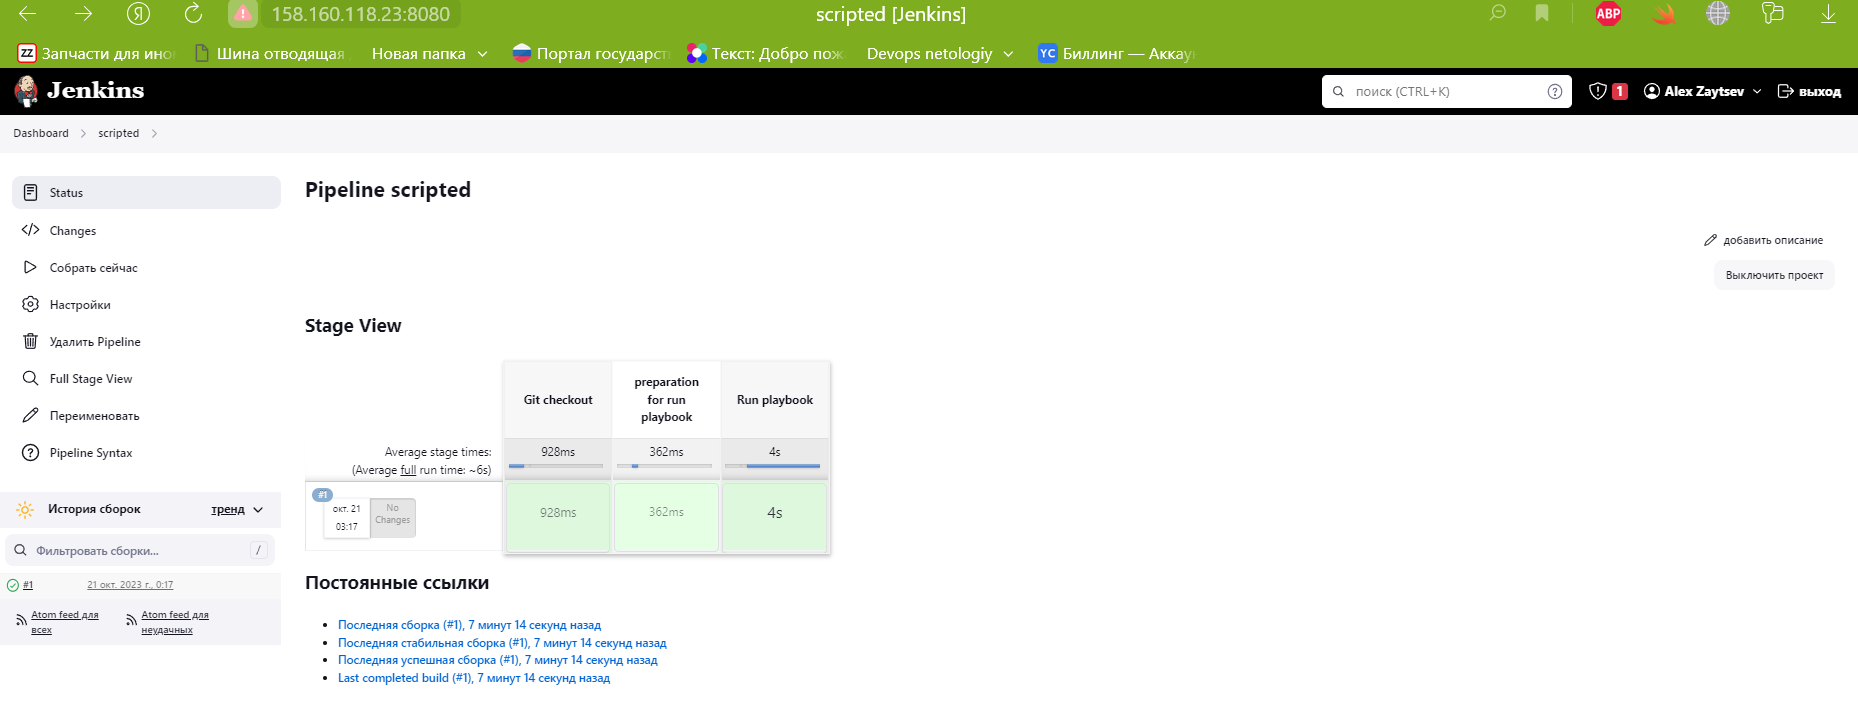 158.160.118.23:8080
scripted [Jenkins]
ABP
ZZ Запчасти для ино
Шина отводящая
Новая папка
Портал государст
Текст: Добро пож
Devops netologiy
YC Биллинг — Аккау
Jenkins
поиск (CTRL+K)
1
Alex Zaytsev
выход
Dashboard
scripted
Status
Changes
Собрать сейчас
Настройки
Удалить Pipeline
Full Stage View
Переименовать
Pipeline Syntax
История сборок
тренд
Фильтровать сборки...
/
#1
21 окт. 2023 г., 0:17
Atom feed для
всех
Atom feed для
неудачных
Pipeline scripted
добавить описание
Выключить проект
Stage View
Git checkout
preparation
for run
playbook
Run playbook
Average stage times:
(Average full run time: ~6s)
928ms
362ms
4s
#1
окт. 21
03:17
No
Changes
928ms
362ms
4s
Постоянные ссылки
Последняя сборка (#1), 7 минут 14 секунд назад
Последняя стабильная сборка (#1), 7 минут 14 секунд назад
Последняя успешная сборка (#1), 7 минут 14 секунд назад
Last completed build (#1), 7 минут 14 секунд назад